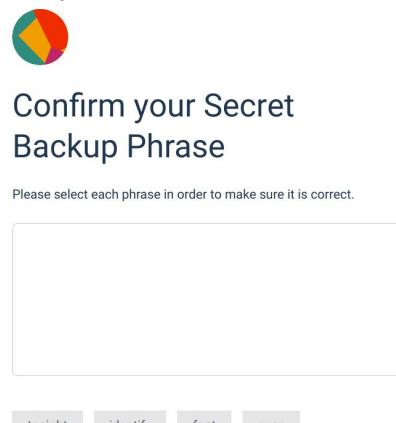 Confirm your Secret
Backup Phrase
Please select each phrase in order to make sure it is correct.